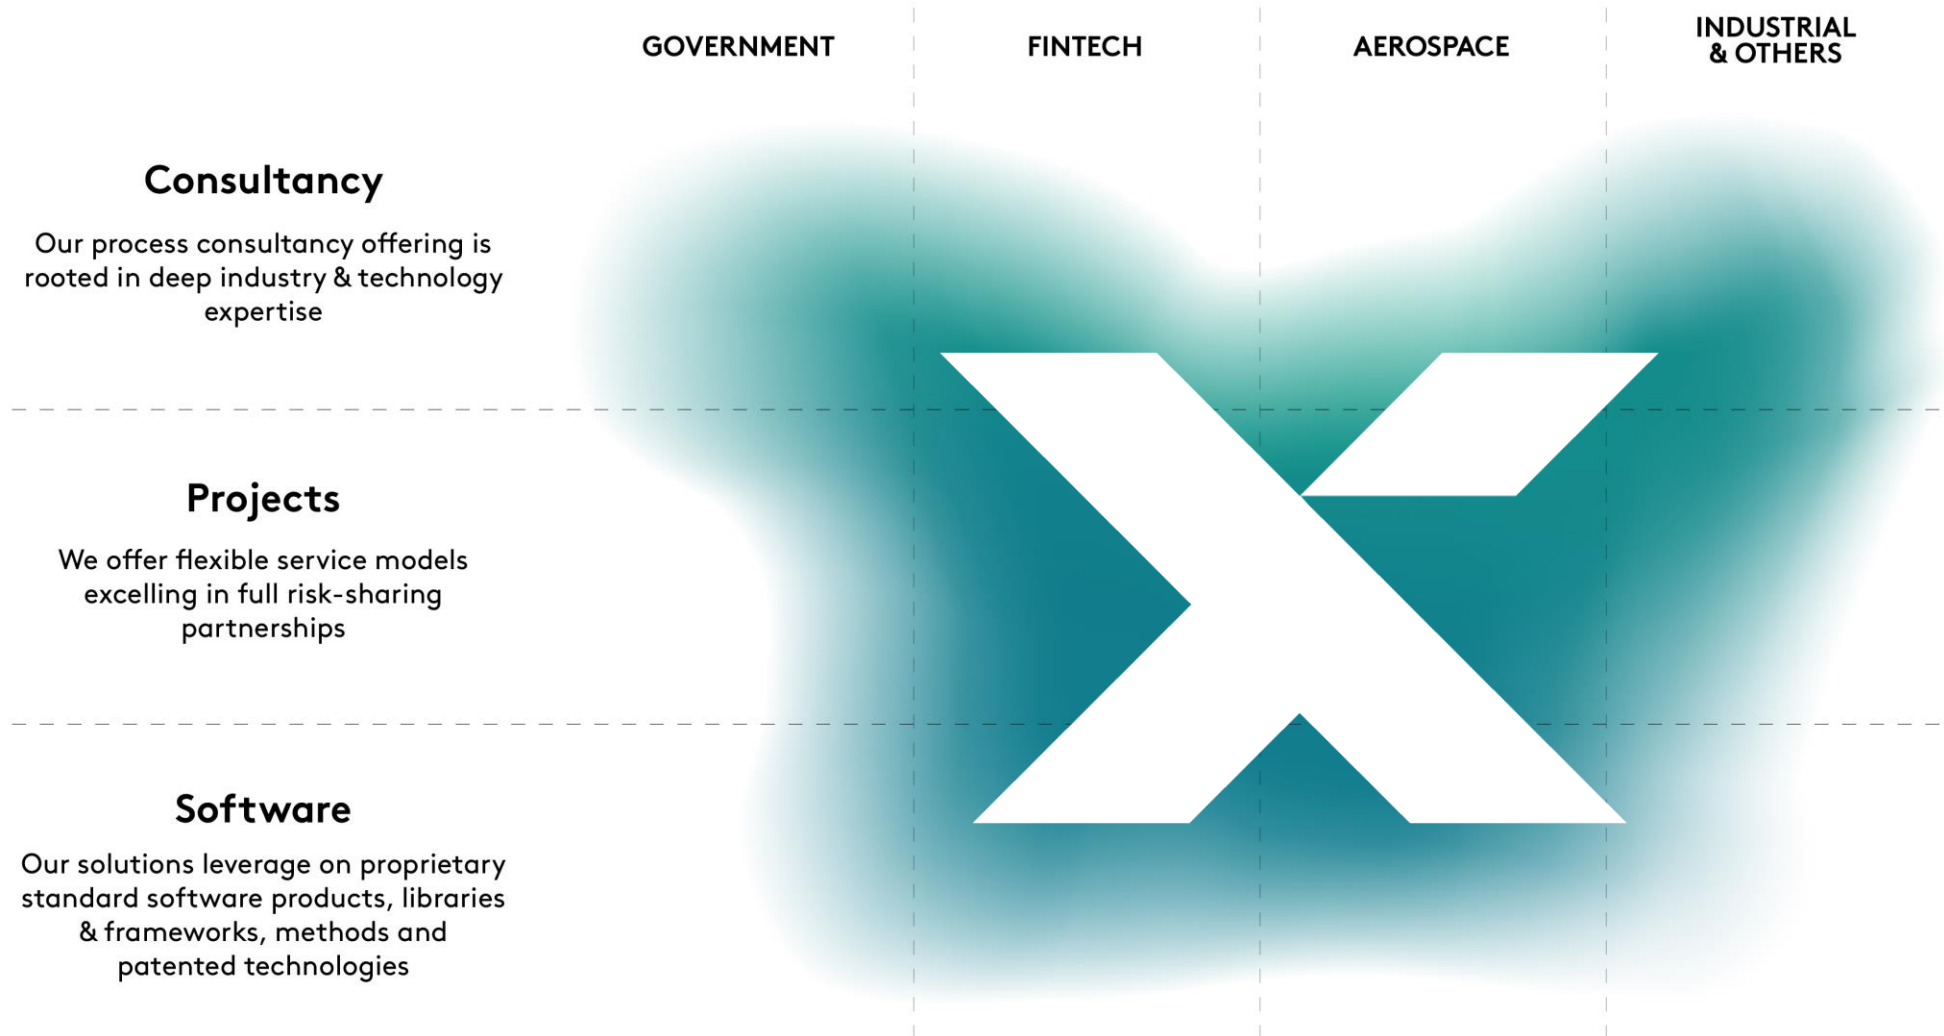 GOVERNMENT
FINTECH
AEROSPACE
INDUSTRIAL
& OTHERS
Consultancy
Our process consultancy offering is
rooted in deep industry & technology
expertise
Projects
We offer flexible service models
excelling in full risk-sharing
partnerships
Software
Our solutions leverage on proprietary
standard software products, libraries
& frameworks, methods and
patented technologies